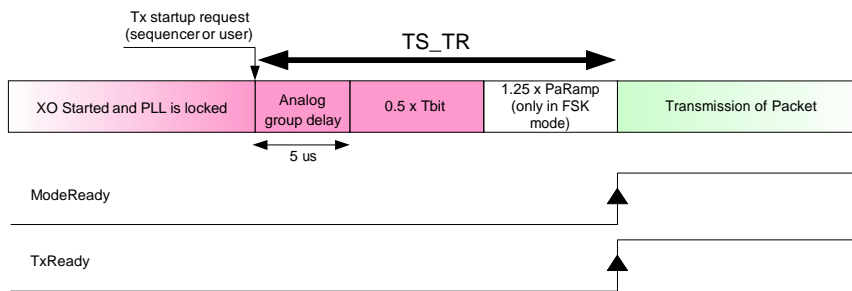 Tx startup request
(sequencer or user)
TS_TR
XO Started and PLL is locked
Analog
group delay
0.5 x Tbit
1.25 x PaRamp
(only in FSK
mode)
Transmission of Packet
5 us
ModeReady
TxReady